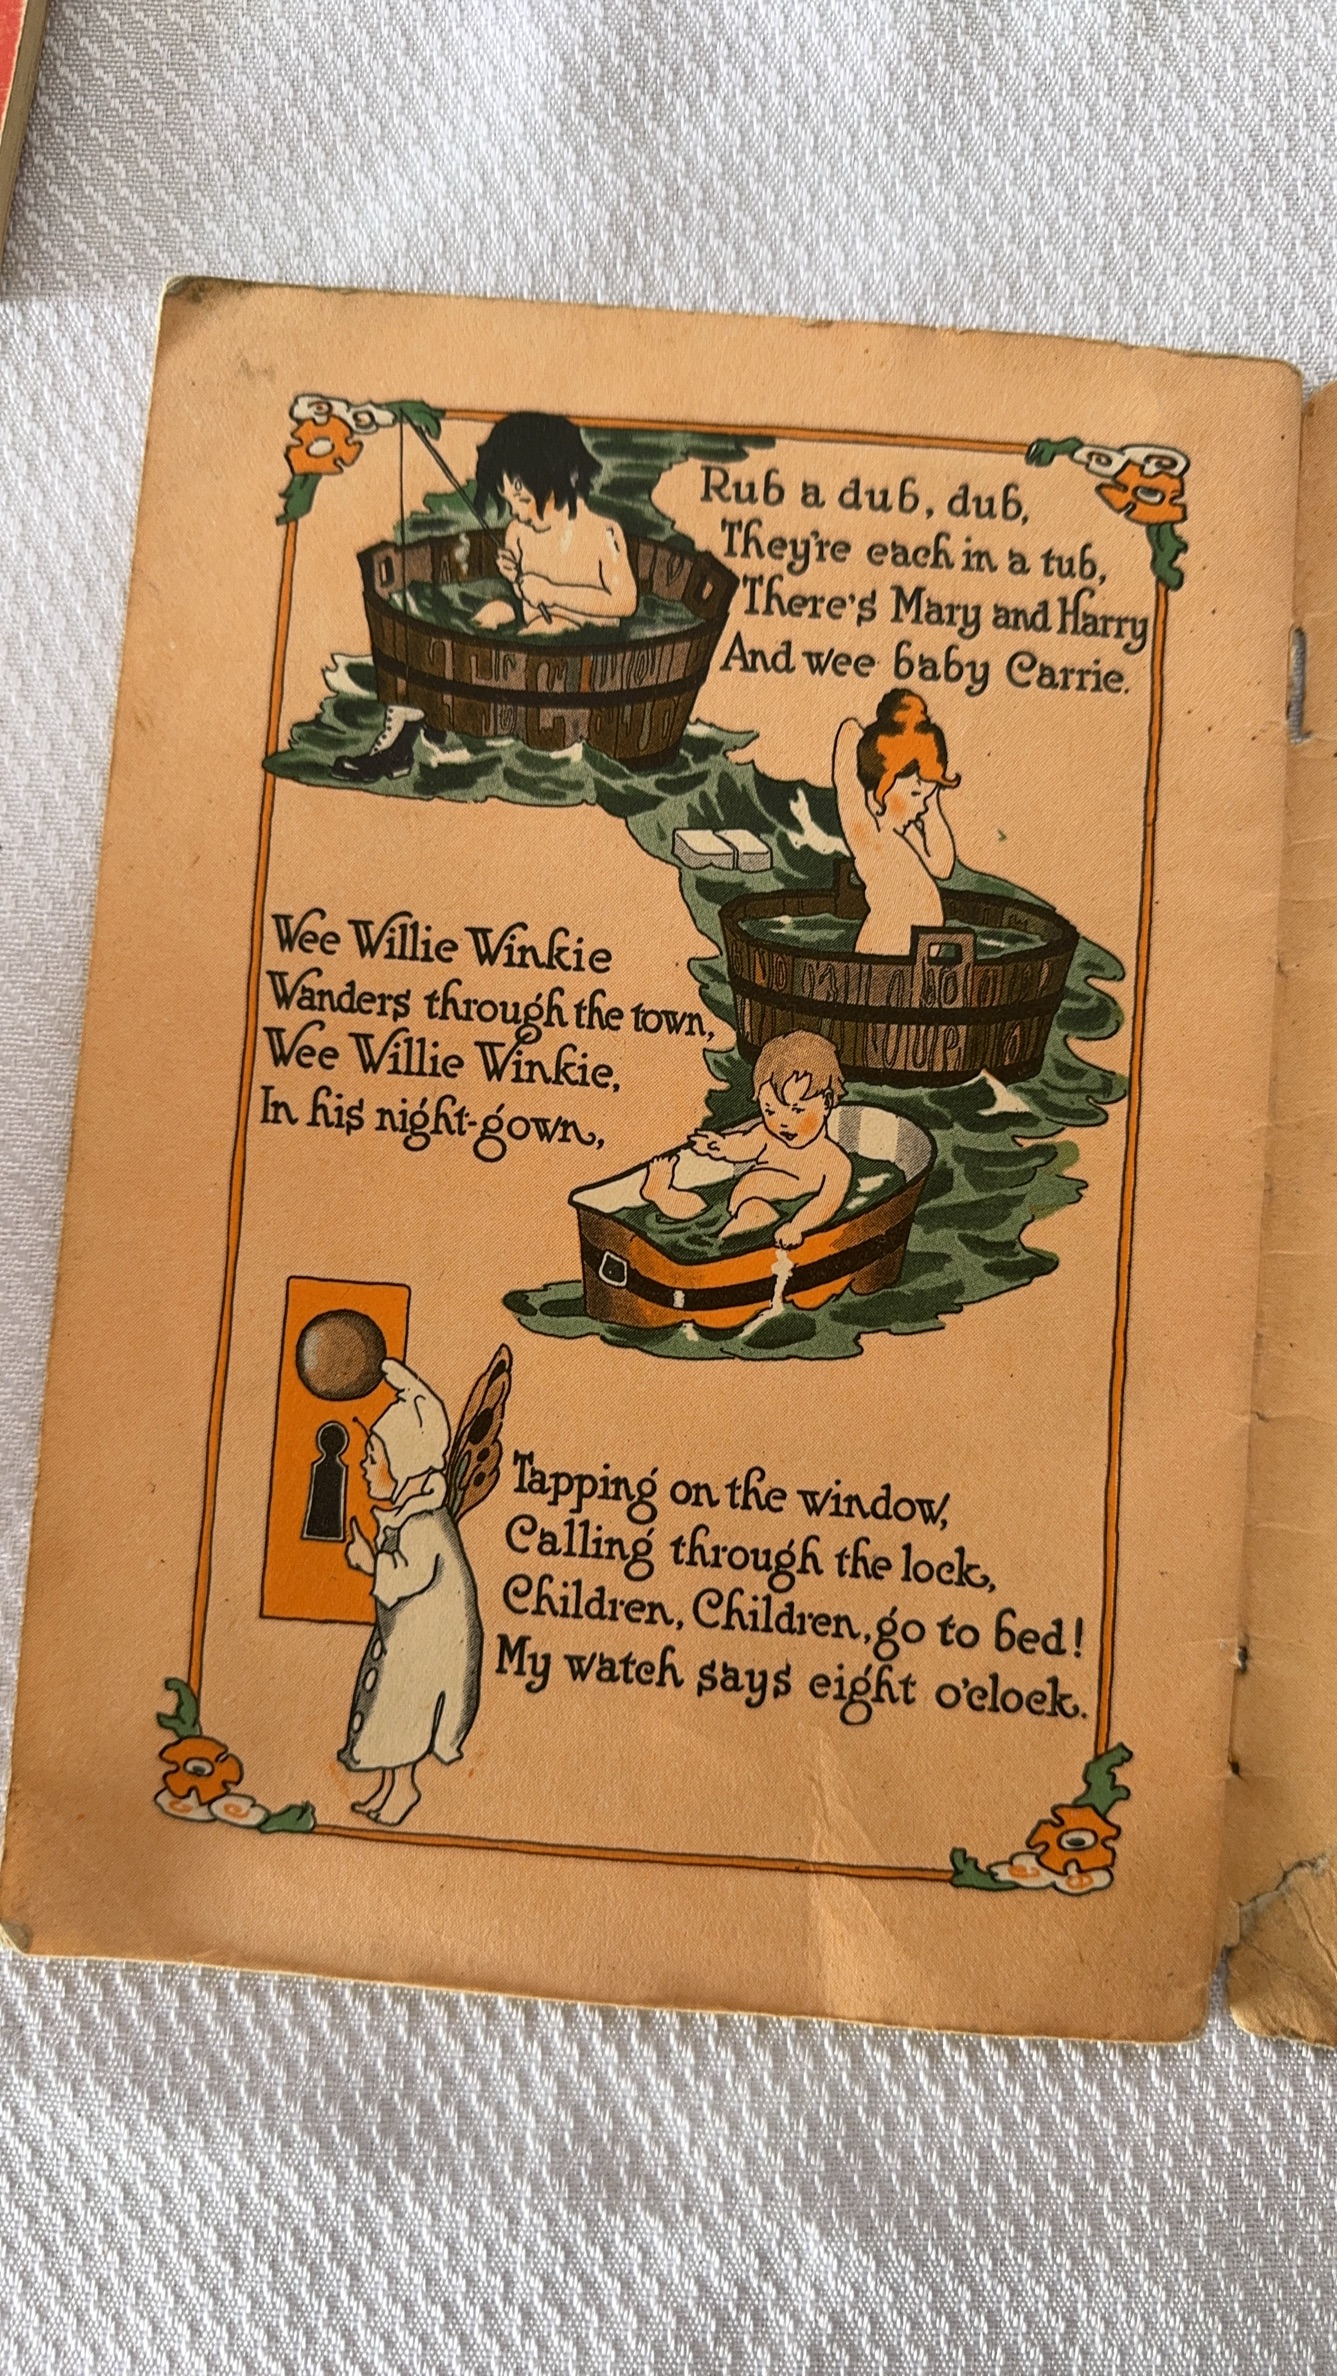 Rub a dub, dub,
They're each in a tub,
There's Mary and Harry
And wee baby Carrie.
Wee Willie Winkie
Wanders through the town,
Wee Willie Winkie,
In his night-gown,
Tapping on the window,
Calling through the lock,
Children, Children, go to bed!
My watch says eight o'clock.